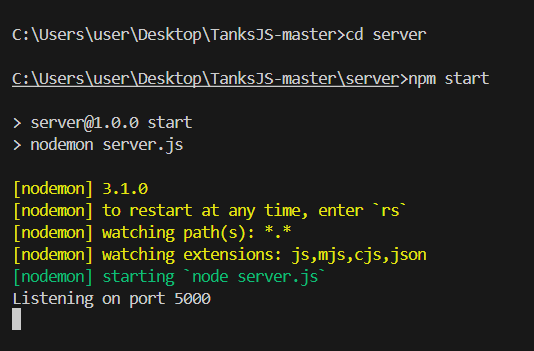 C:\Users\user\Desktop\TanksJS-master>cd server
C:\Users\user\Desktop\TanksJS-master\server>npm start
> server@1.0.0 start
> nodemon server.js
[nodemon] 3.1.0
[nodemon] to restart at any time, enter `rs`
[nodemon] watching path(s): *.*
[nodemon] watching extensions: js,mjs,cjs,json
[nodemon] starting `node server.js`
Listening on port 5000